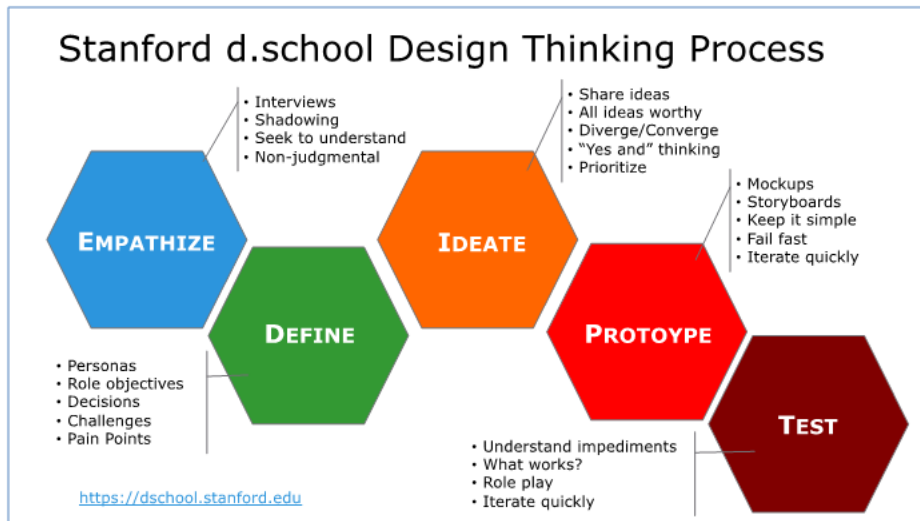 Stanford d.school Design Thinking Process
• Interviews
• Shadowing
• Seek to understand
• Non-judgmental
EMPATHIZE
• Personas
• Role objectives
• Decisions
• Challenges
• Pain Points
DEFINE
• Share ideas
• All ideas worthy
• Diverge/Converge
• “Yes and” thinking
• Prioritize
IDEATE
• Mockups
• Storyboards
• Keep it simple
• Fail fast
• Iterate quickly
PROTOYPE
• Understand impediments
• What works?
• Role play
• Iterate quickly
TEST
https://dschool.stanford.edu